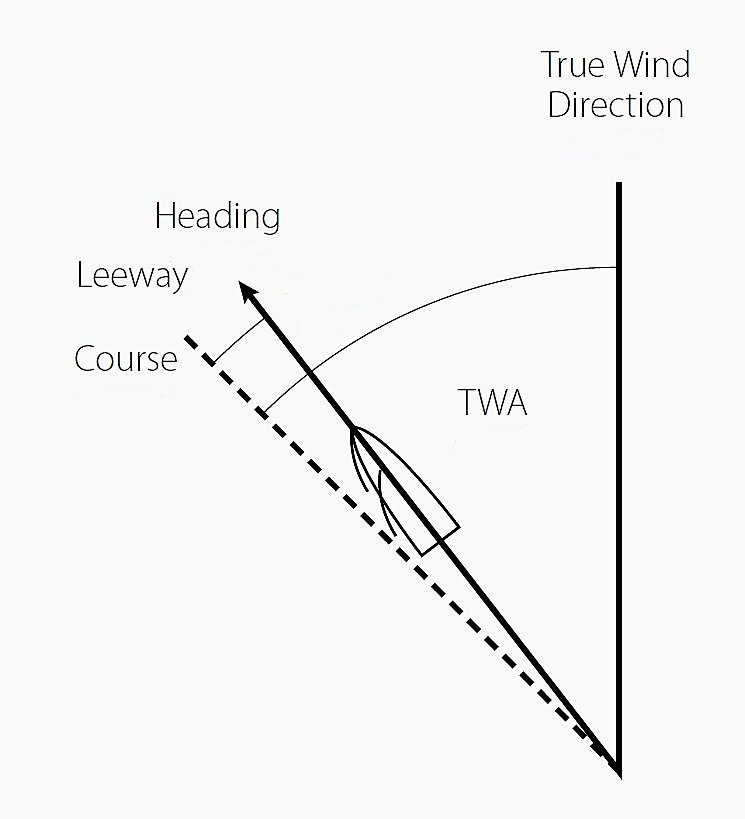 True Wind
Direction
Heading
Leeway
Course
TWA